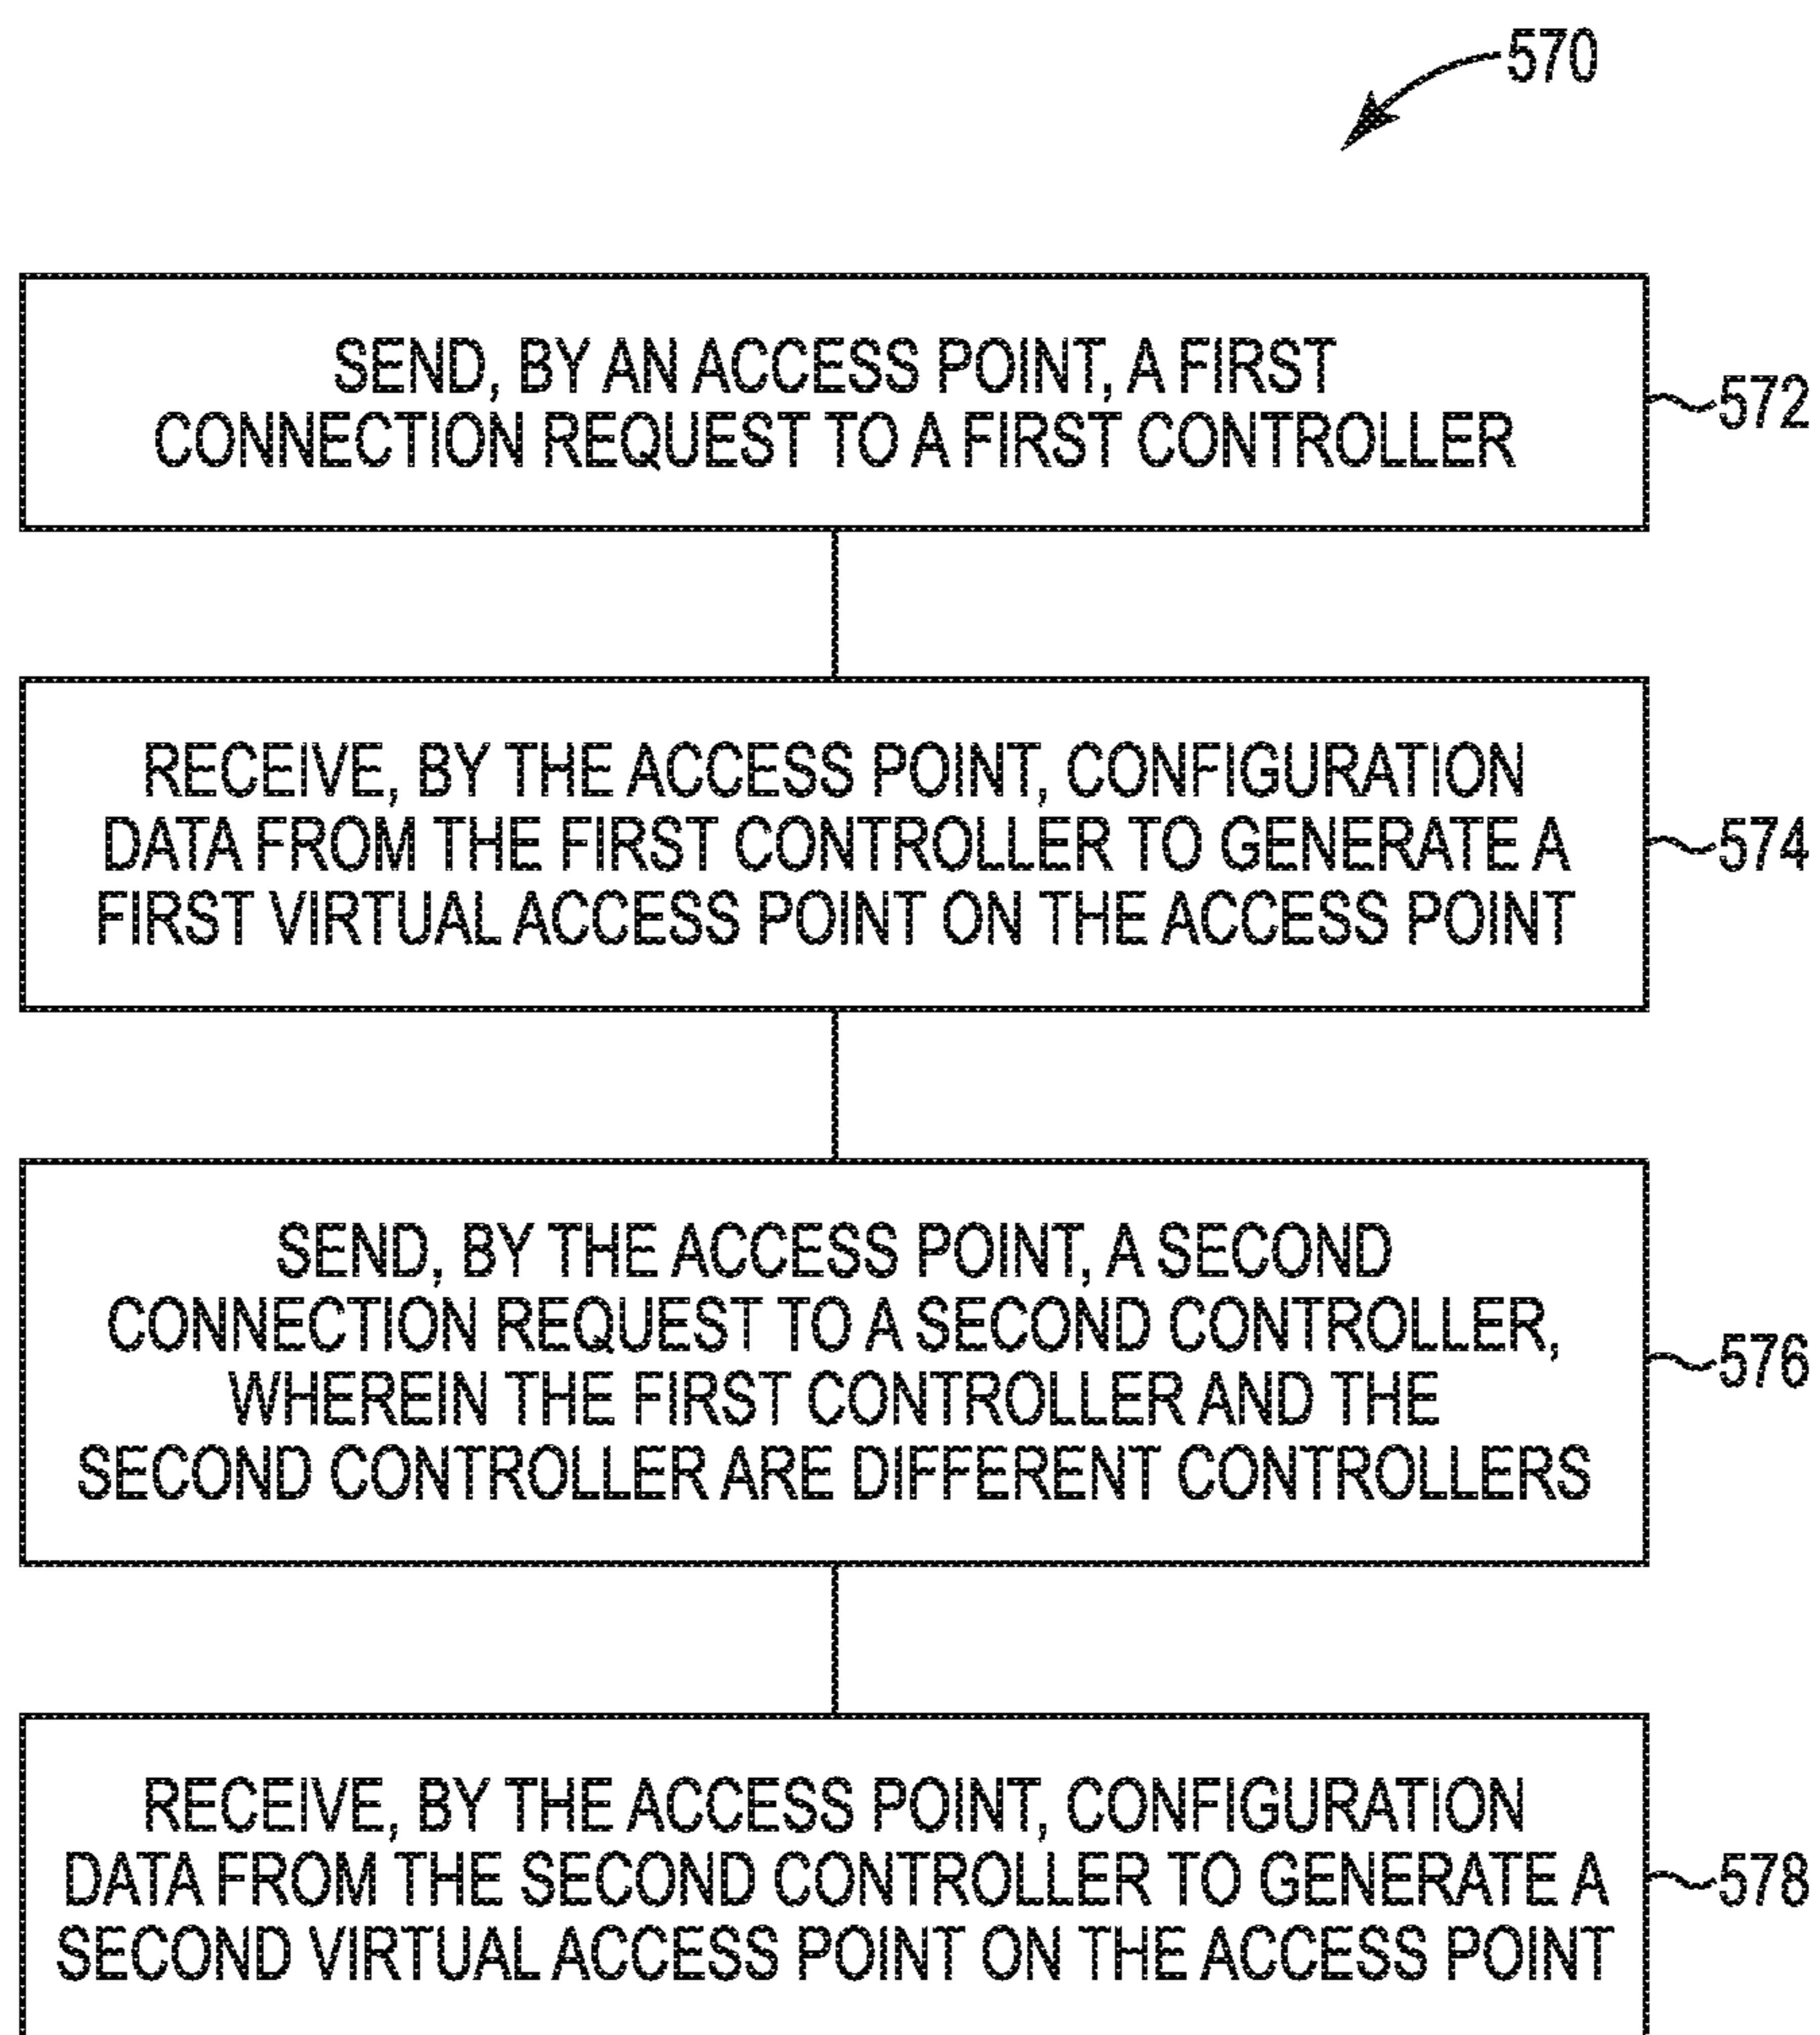 570
SEND, BY AN ACCESS POINT, A FIRST
CONNECTION REQUEST TO A FIRST CONTROLLER
572
RECEIVE, BY THE ACCESS POINT, CONFIGURATION
DATA FROM THE FIRST CONTROLLER TO GENERATE A
FIRST VIRTUAL ACCESS POINT ON THE ACCESS POINT
574
SEND, BY THE ACCESS POINT, A SECOND
CONNECTION REQUEST TO A SECOND CONTROLLER,
WHEREIN THE FIRST CONTROLLER AND THE
SECOND CONTROLLER ARE DIFFERENT CONTROLLERS
576
RECEIVE, BY THE ACCESS POINT, CONFIGURATION
DATA FROM THE SECOND CONTROLLER TO GENERATE A
SECOND VIRTUAL ACCESS POINT ON THE ACCESS POINT
578